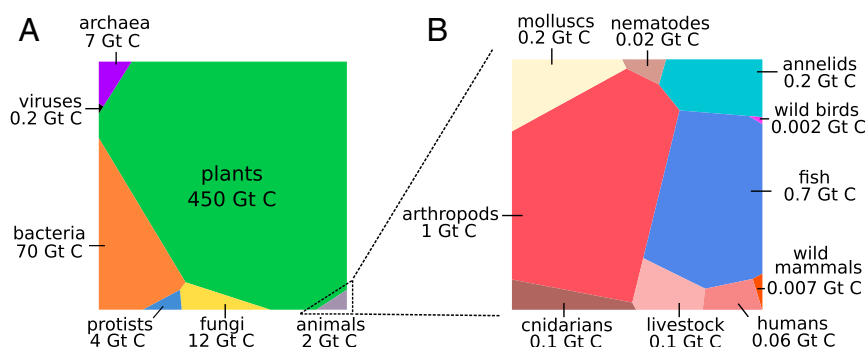 A
archaea
7 Gt C
viruses
0.2 Gt C
plants
450 Gt C
bacteria
70 Gt C
protists
4 Gt C
fungi
12 Gt C
animals
2 Gt C
B
molluscs
0.2 Gt C
nematodes
0.02 Gt C
annelids
0.2 Gt C
wild birds
0.002 Gt C
fish
0.7 Gt C
arthropods
1 Gt C
wild
mammals
0.007 Gt C
cnidarians
0.1 Gt C
livestock
0.1 Gt C
humans
0.06 Gt C